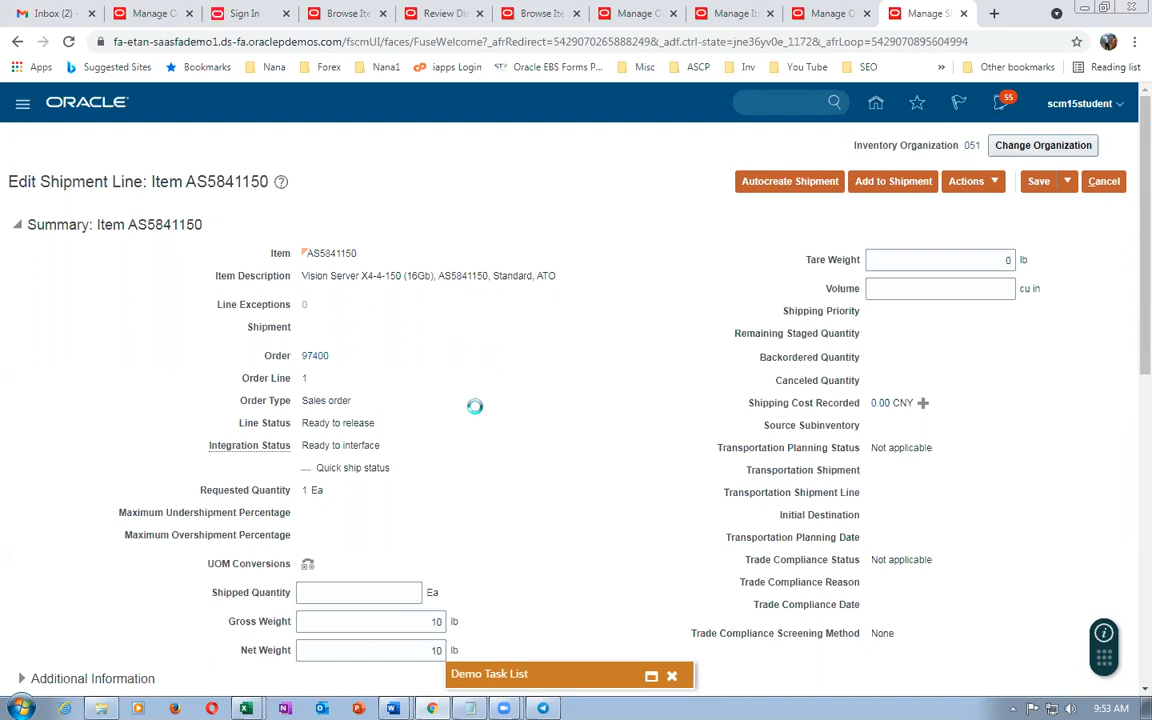 Inbox (2)
Manage C
Sign In
Browse Ite
Review Di
Browse Ite
Manage C
Manage It
Manage C
Manage S
fa-etan-saasfademo1.ds-fa.oraclepdemos.com/fscmUI/faces/FuseWelcome?_afrRedirect=5429070265888249&_adf.ctrl-state=jne36yv0e_1172&_afrLoop=5429070895604994
Apps
Suggested Sites
Bookmarks
Nana
Forex
Nana1
iapps Login
Oracle EBS Forms P...
Misc
ASCP
Inv
You Tube
SEO
»
Other bookmarks
Reading list
ORACLE
55
scm15student
Inventory Organization 051
Change Organization
Edit Shipment Line: Item AS5841150
Autocreate Shipment
Add to Shipment
Actions
Save
Cancel
Summary: Item AS5841150
Item AS5841150
Item Description Vision Server X4-4-150 (16Gb), AS5841150, Standard, ATO
Line Exceptions 0
Shipment
Order 97400
Order Line 1
Order Type Sales order
Line Status Ready to release
Integration Status Ready to interface
Quick ship status
Requested Quantity 1 Ea
Maximum Undershipment Percentage
Maximum Overshipment Percentage
UOM Conversions
Shipped Quantity Ea
Gross Weight 10 lb
Net Weight 10 lb
Tare Weight 0 lb
Volume cu in
Shipping Priority
Remaining Staged Quantity
Backordered Quantity
Canceled Quantity
Shipping Cost Recorded 0.00 CNY
Source Subinventory
Transportation Planning Status Not applicable
Transportation Shipment
Transportation Shipment Line
Initial Destination
Transportation Planning Date
Trade Compliance Status Not applicable
Trade Compliance Reason
Trade Compliance Date
Trade Compliance Screening Method None
Additional Information
Demo Task List
9:53 AM